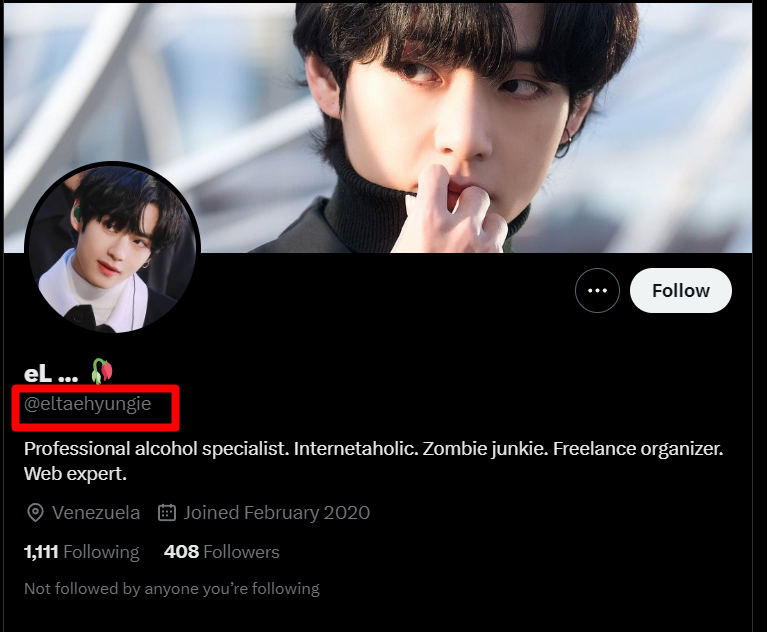 Follow
eL ... 🥀
@eltaehyungie
Professional alcohol specialist. Internetaholic. Zombie junkie. Freelance organizer.
Web expert.
Venezuela Joined February 2020
1,111 Following 408 Followers
Not followed by anyone you’re following